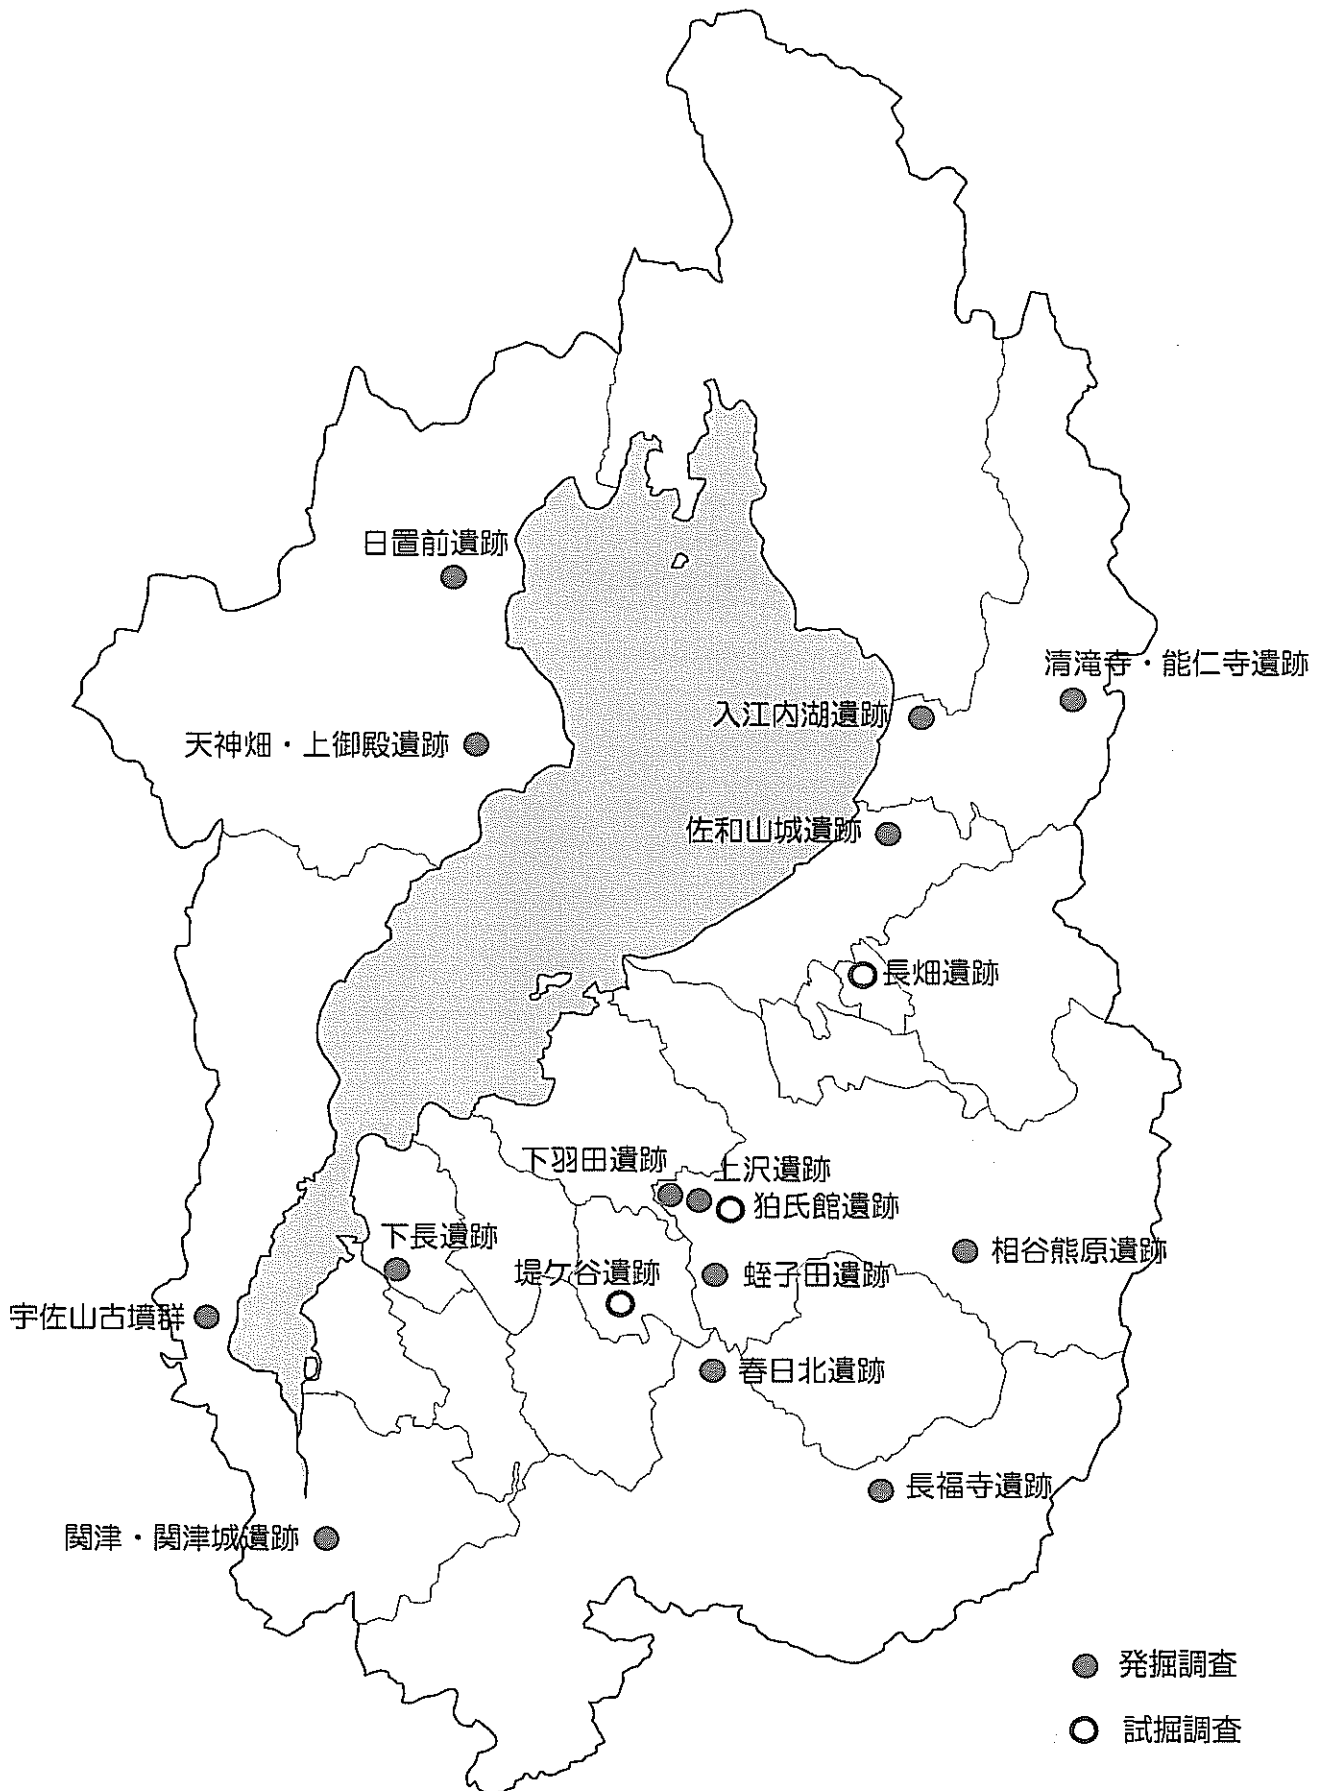 日置前遺跡
清滝寺・能仁寺遺跡
入江内湖遺跡
天神畑・上御殿遺跡
佐和山城遺跡
長畑遺跡
下羽田遺跡
上沢遺跡
狛氏館遺跡
下長遺跡
相谷熊原遺跡
堤ケ谷遺跡
蛭子田遺跡
宇佐山古墳群
春日北遺跡
長福寺遺跡
関津・関津城遺跡
発掘調査
試掘調査